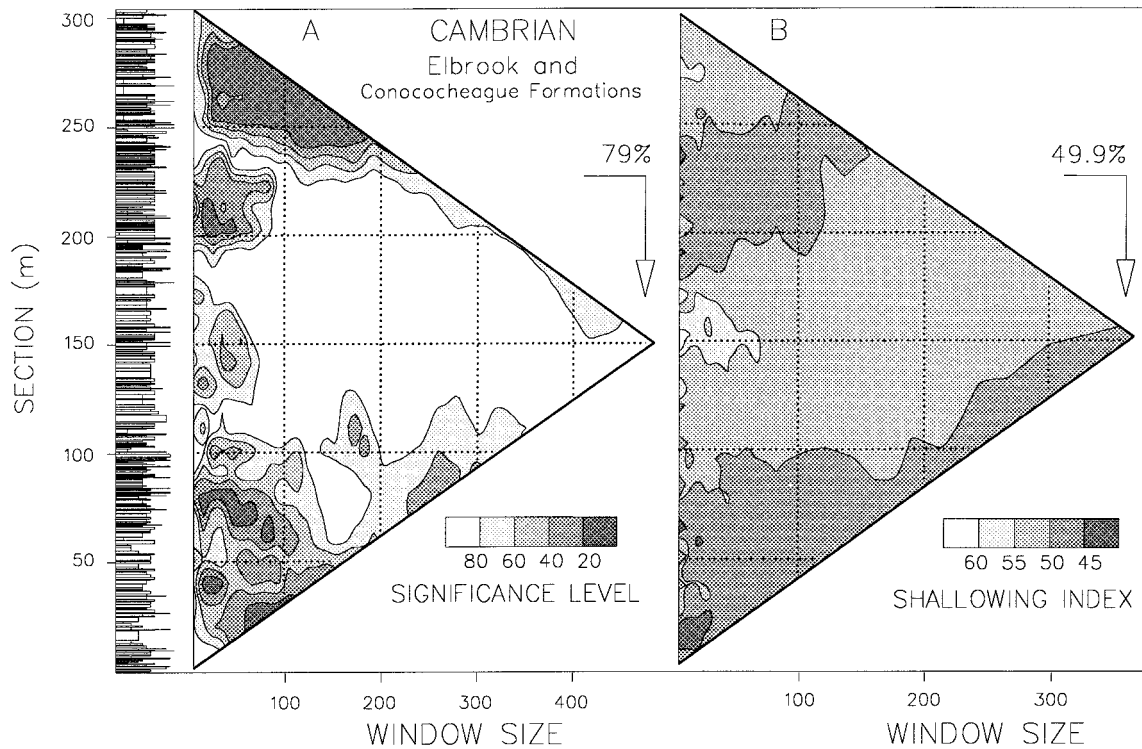 A
CAMBRIAN
Elbrook and
Conococheague Formations
B
79%
49.9%
SECTION (m)
300
250
200
150
100
50
80 60 40 20
SIGNIFICANCE LEVEL
60 55 50 45
SHALLOWING INDEX
100 200 300 400
WINDOW SIZE
100 200 300
WINDOW SIZE